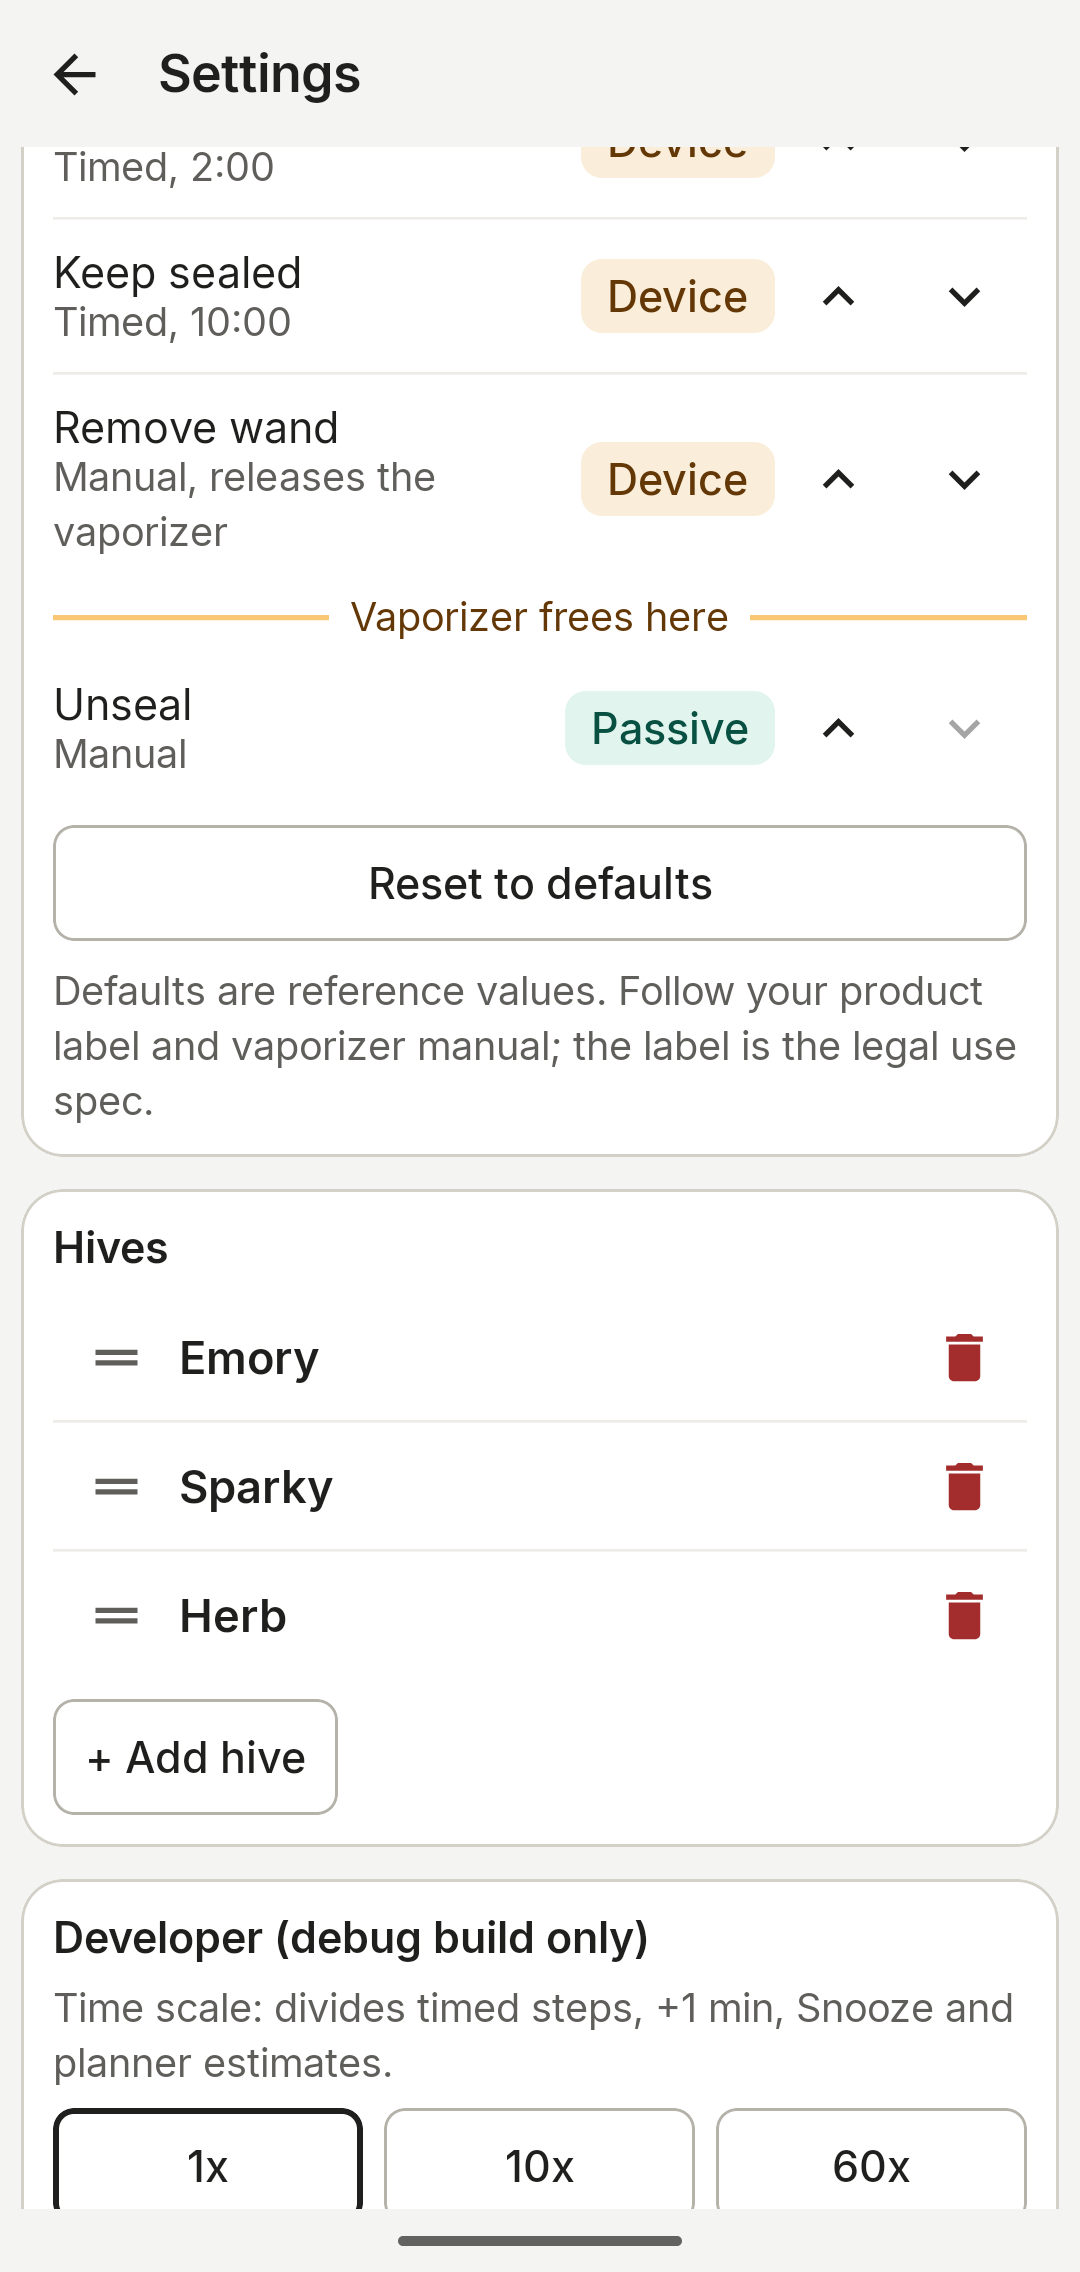 Settings
Timed, 2:00
Device
Keep sealed
Timed, 10:00
Device
Remove wand
Manual, releases the
vaporizer
Device
Vaporizer frees here
Unseal
Manual
Passive
Reset to defaults
Defaults are reference values. Follow your product
label and vaporizer manual; the label is the legal use
spec.
Hives
Emory
Sparky
Herb
+ Add hive
Developer (debug build only)
Time scale: divides timed steps, +1 min, Snooze and
planner estimates.
1x
10x
60x